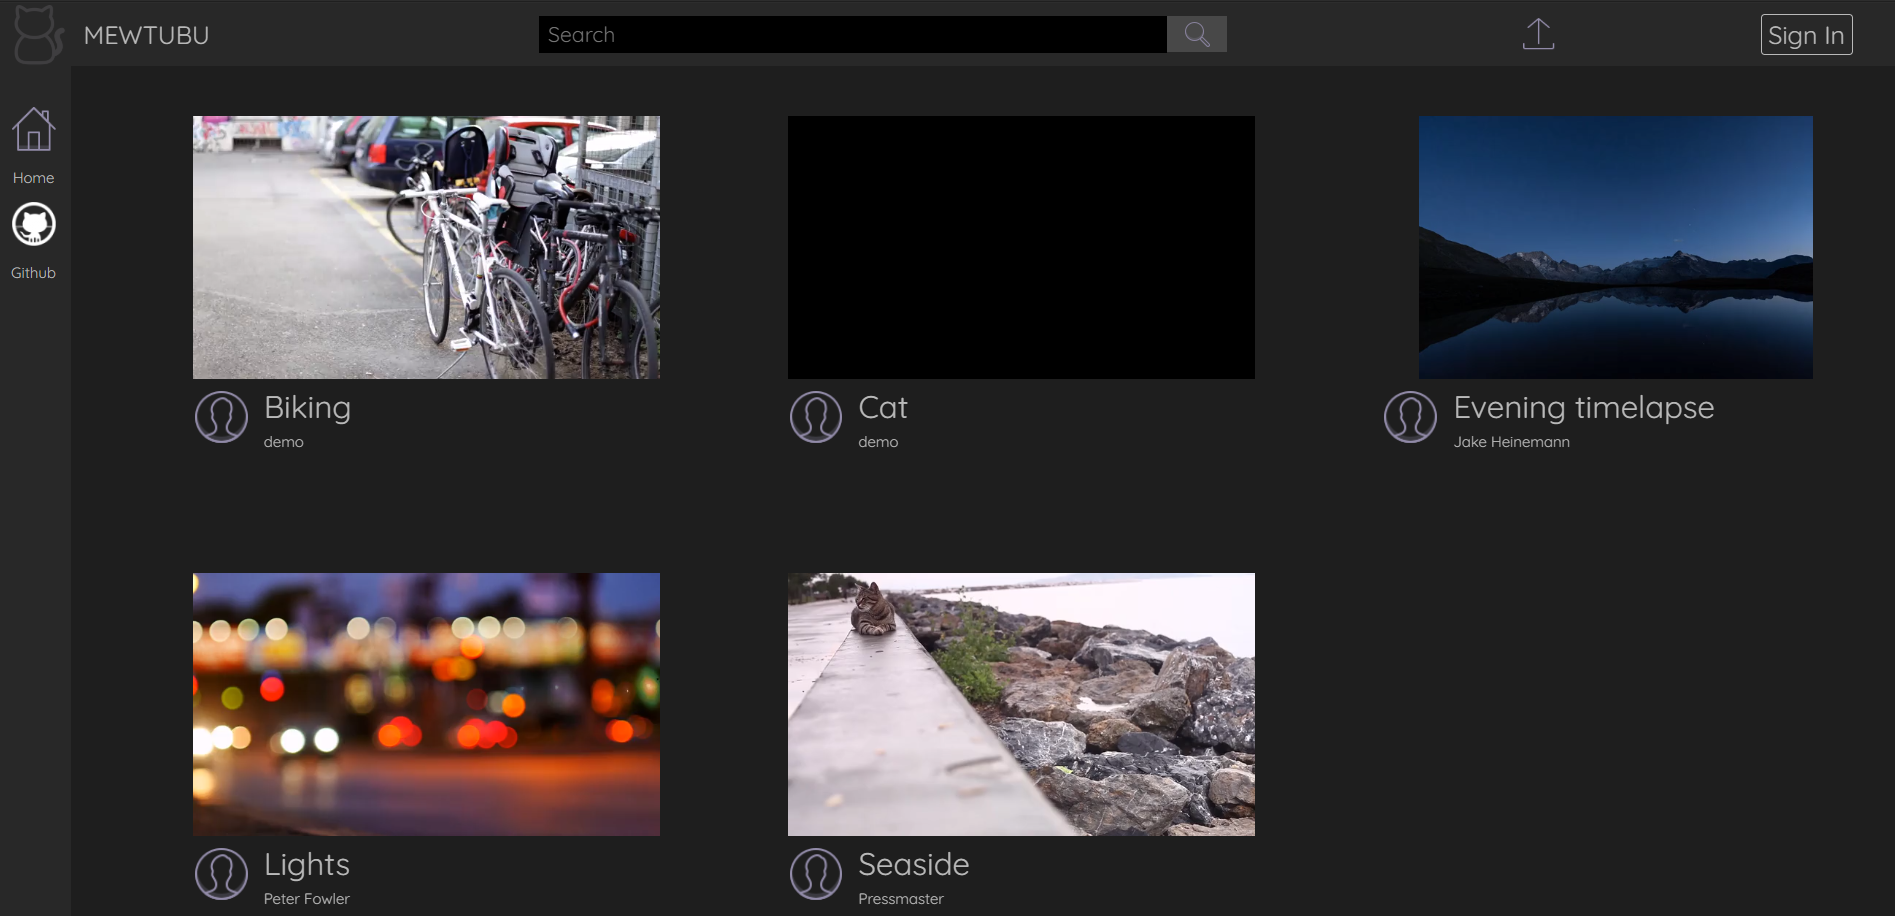 MEWTUBU
Search
Sign In
Home
Github
Biking
demo
Cat
demo
Evening timelapse
Jake Heinemann
Lights
Peter Fowler
Seaside
Pressmaster